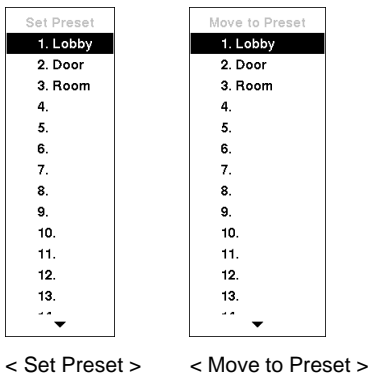 Set Preset
1. Lobby
2. Door
3. Room
4.
5.
6.
7.
8.
9.
10.
11.
12.
13.
Move to Preset
1. Lobby
2. Door
3. Room
4.
5.
6.
7.
8.
9.
10.
11.
12.
13.
< Set Preset >
< Move to Preset >